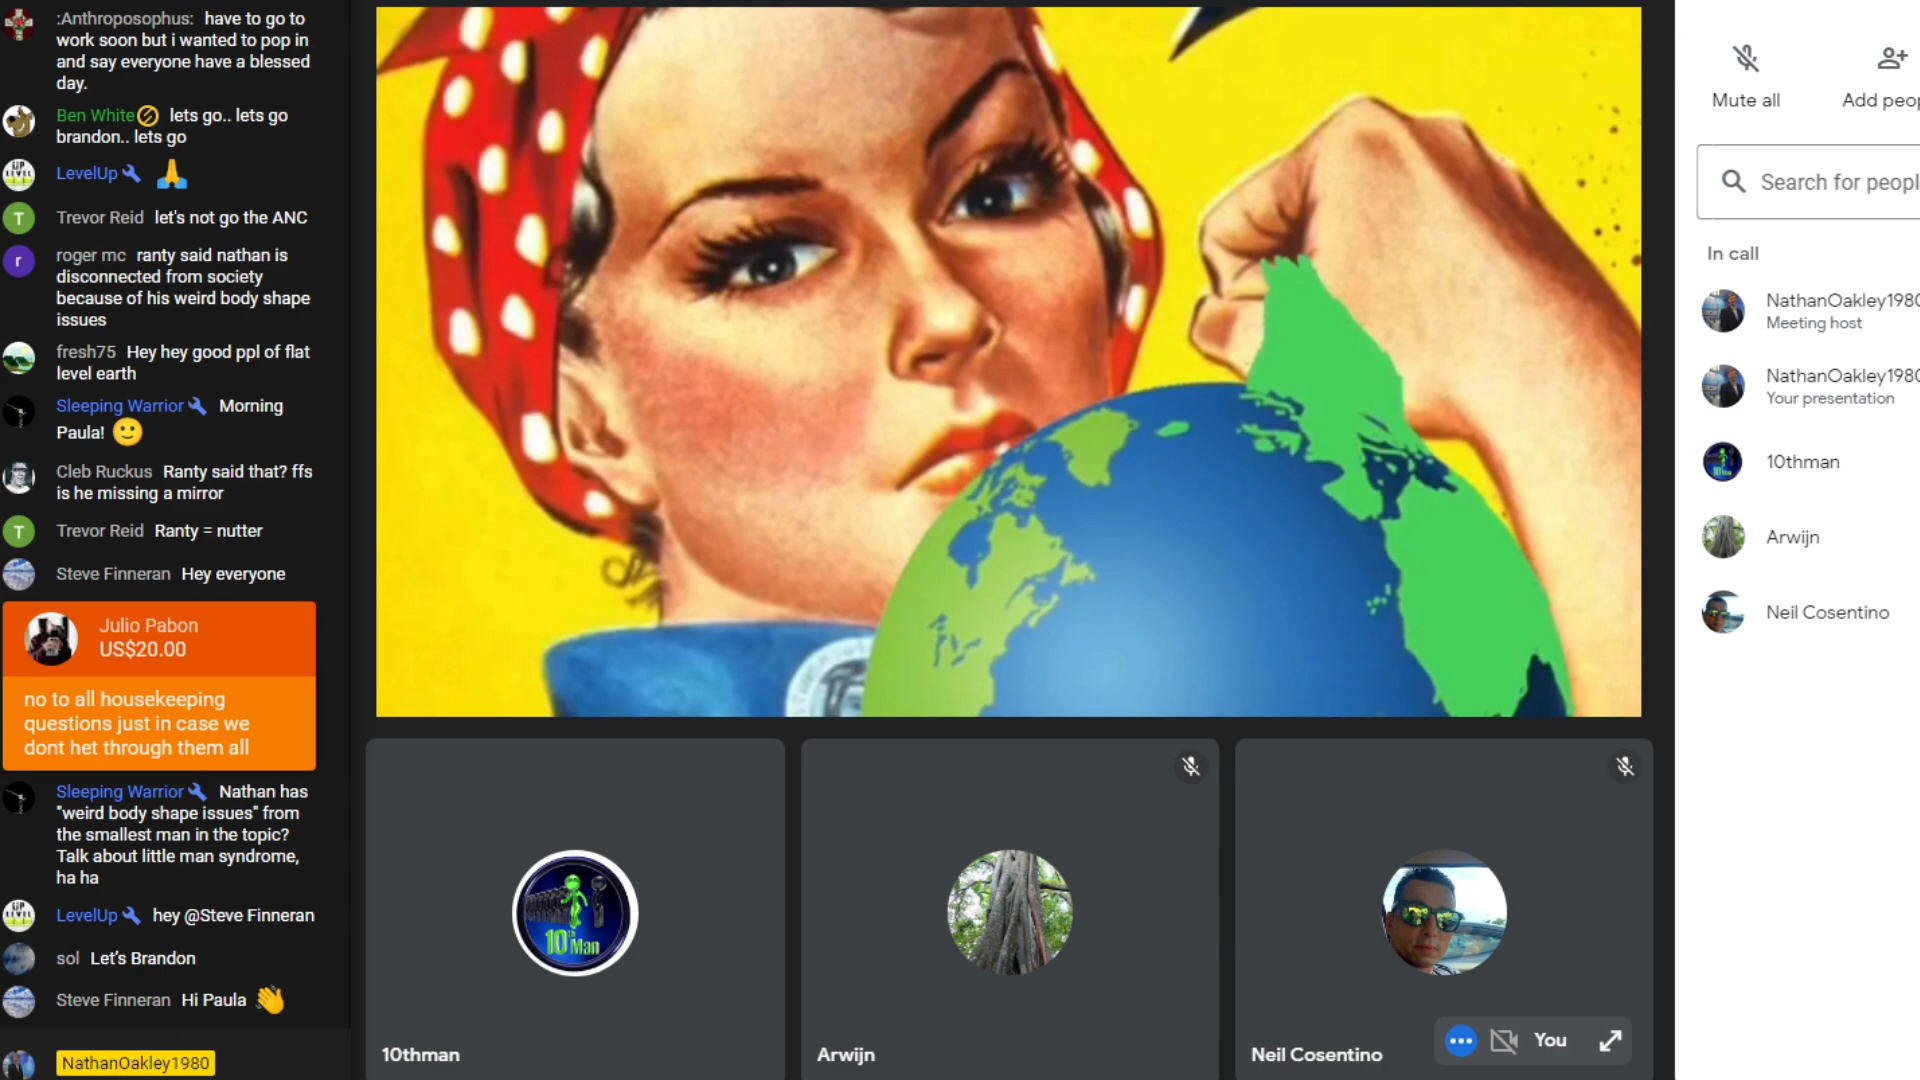 :Anthroposophus: have to go to
work soon but i wanted to pop in
and say everyone have a blessed
day.
Ben White lets go.. lets go
brandon.. lets go
LevelUp
Trevor Reid let's not go the ANC
roger mc ranty said nathan is
disconnected from society
because of his weird body shape
issues
fresh75 Hey hey good ppl of flat
level earth
Sleeping Warrior Morning
Paula!
Cleb Ruckus Ranty said that? ffs
is he missing a mirror
Trevor Reid Ranty = nutter
Steve Finneran Hey everyone
Julio Pabon
US$20.00
no to all housekeeping
questions just in case we
dont het through them all
Sleeping Warrior Nathan has
"weird body shape issues" from
the smallest man in the topic?
Talk about little man syndrome,
ha ha
LevelUp hey @Steve Finneran
sol Let's Brandon
Steve Finneran Hi Paula
NathanOakley1980
10th Man
10thman
Arwijn
Neil Cosentino
You
Mute all
Add peop
Search for peopl
In call
NathanOakley1980
Meeting host
NathanOakley1980
Your presentation
10thman
Arwijn
Neil Cosentino